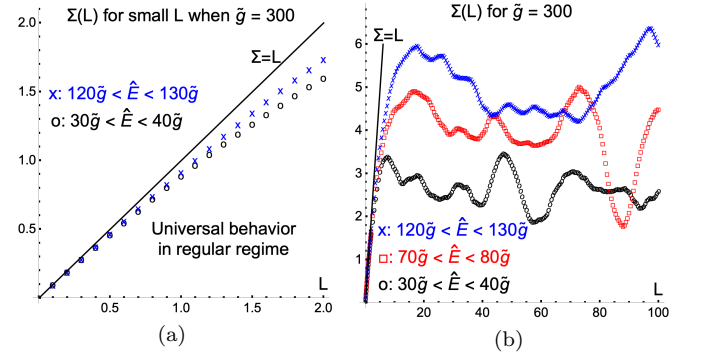 Σ(L) for small L when g̃ = 300
2.0
1.5
1.0
0.5
Σ=L
x: 120g̃ < Ê < 130g̃
o: 30g̃ < Ê < 40g̃
Universal behavior
in regular regime
L
0.5 1.0 1.5 2.0
(a)
Σ(L) for g̃ = 300
Σ=L
6
5
4
3
2
1
x: 120g̃ < Ê < 130g̃
□: 70g̃ < Ê < 80g̃
o: 30g̃ < Ê < 40g̃
L
20 40 60 80 100
(b)